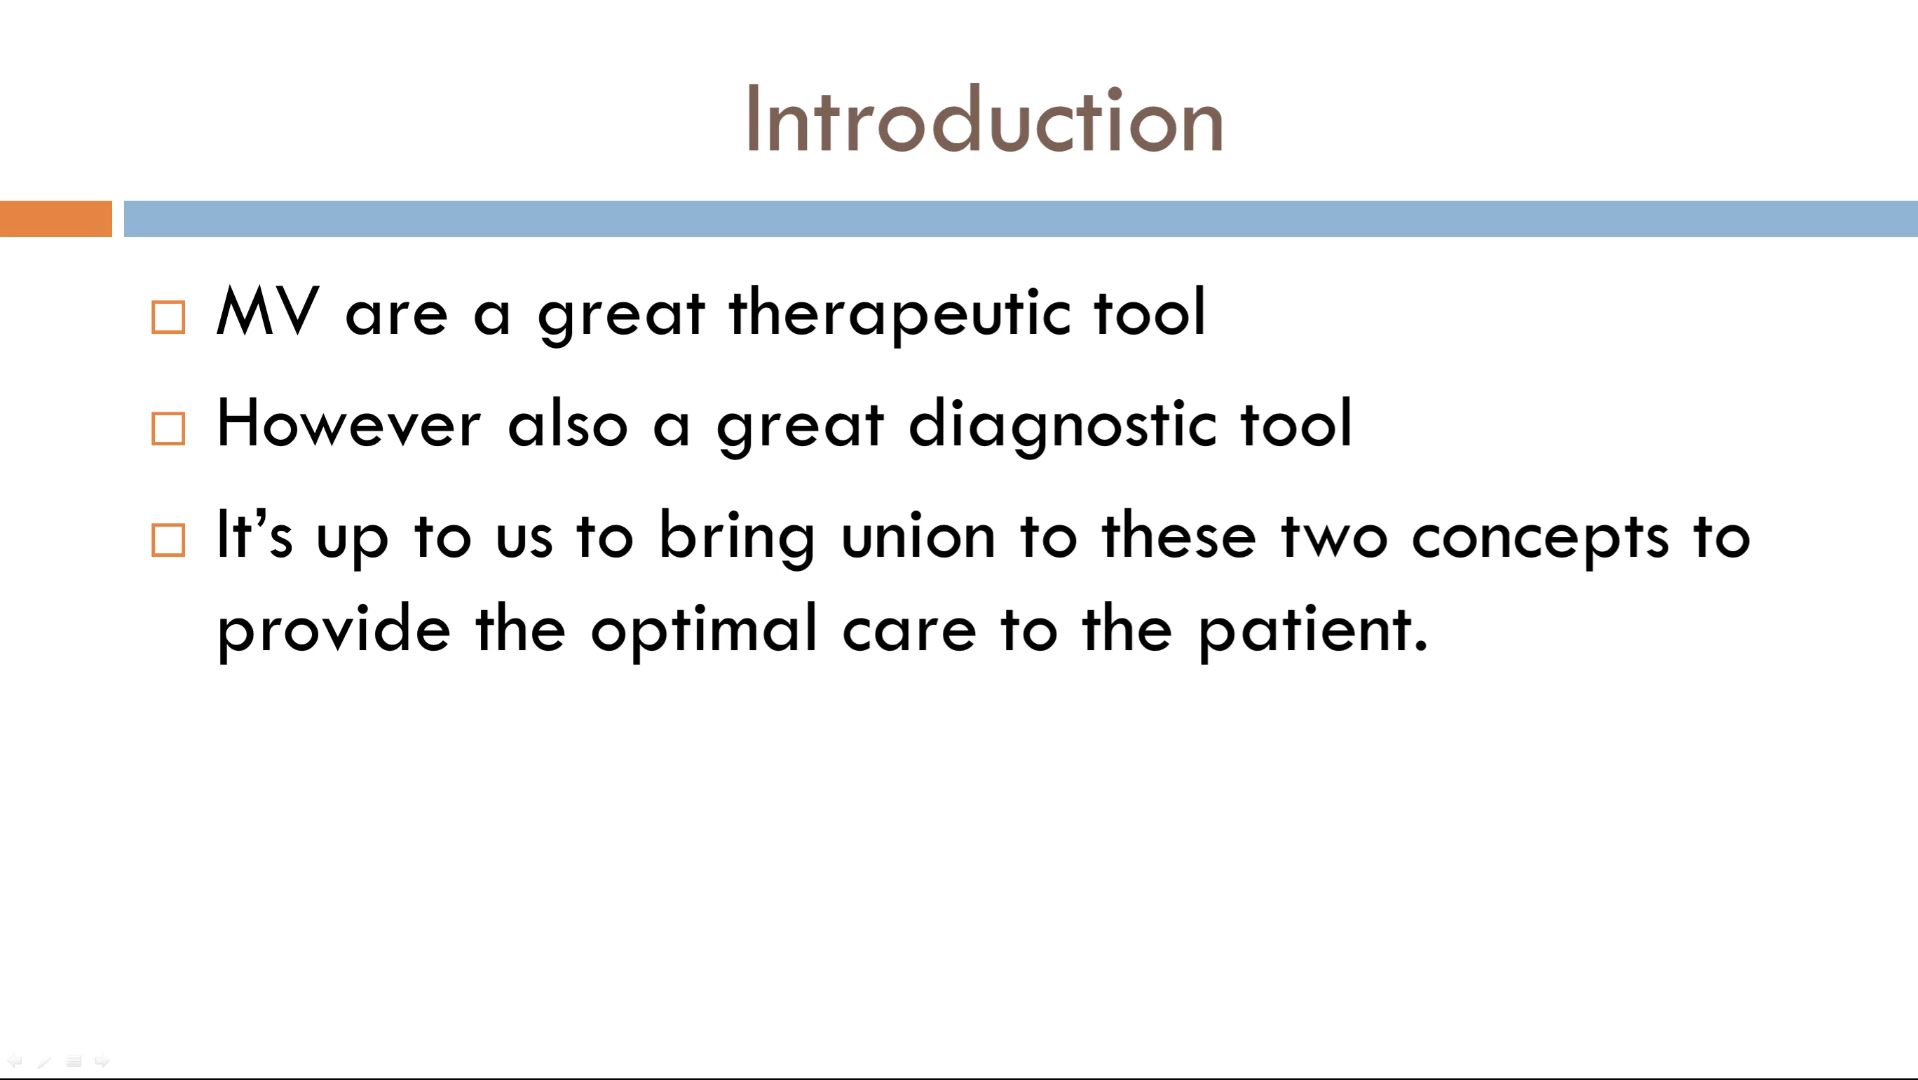 Introduction
MV are a great therapeutic tool
However also a great diagnostic tool
It’s up to us to bring union to these two concepts to
provide the optimal care to the patient.